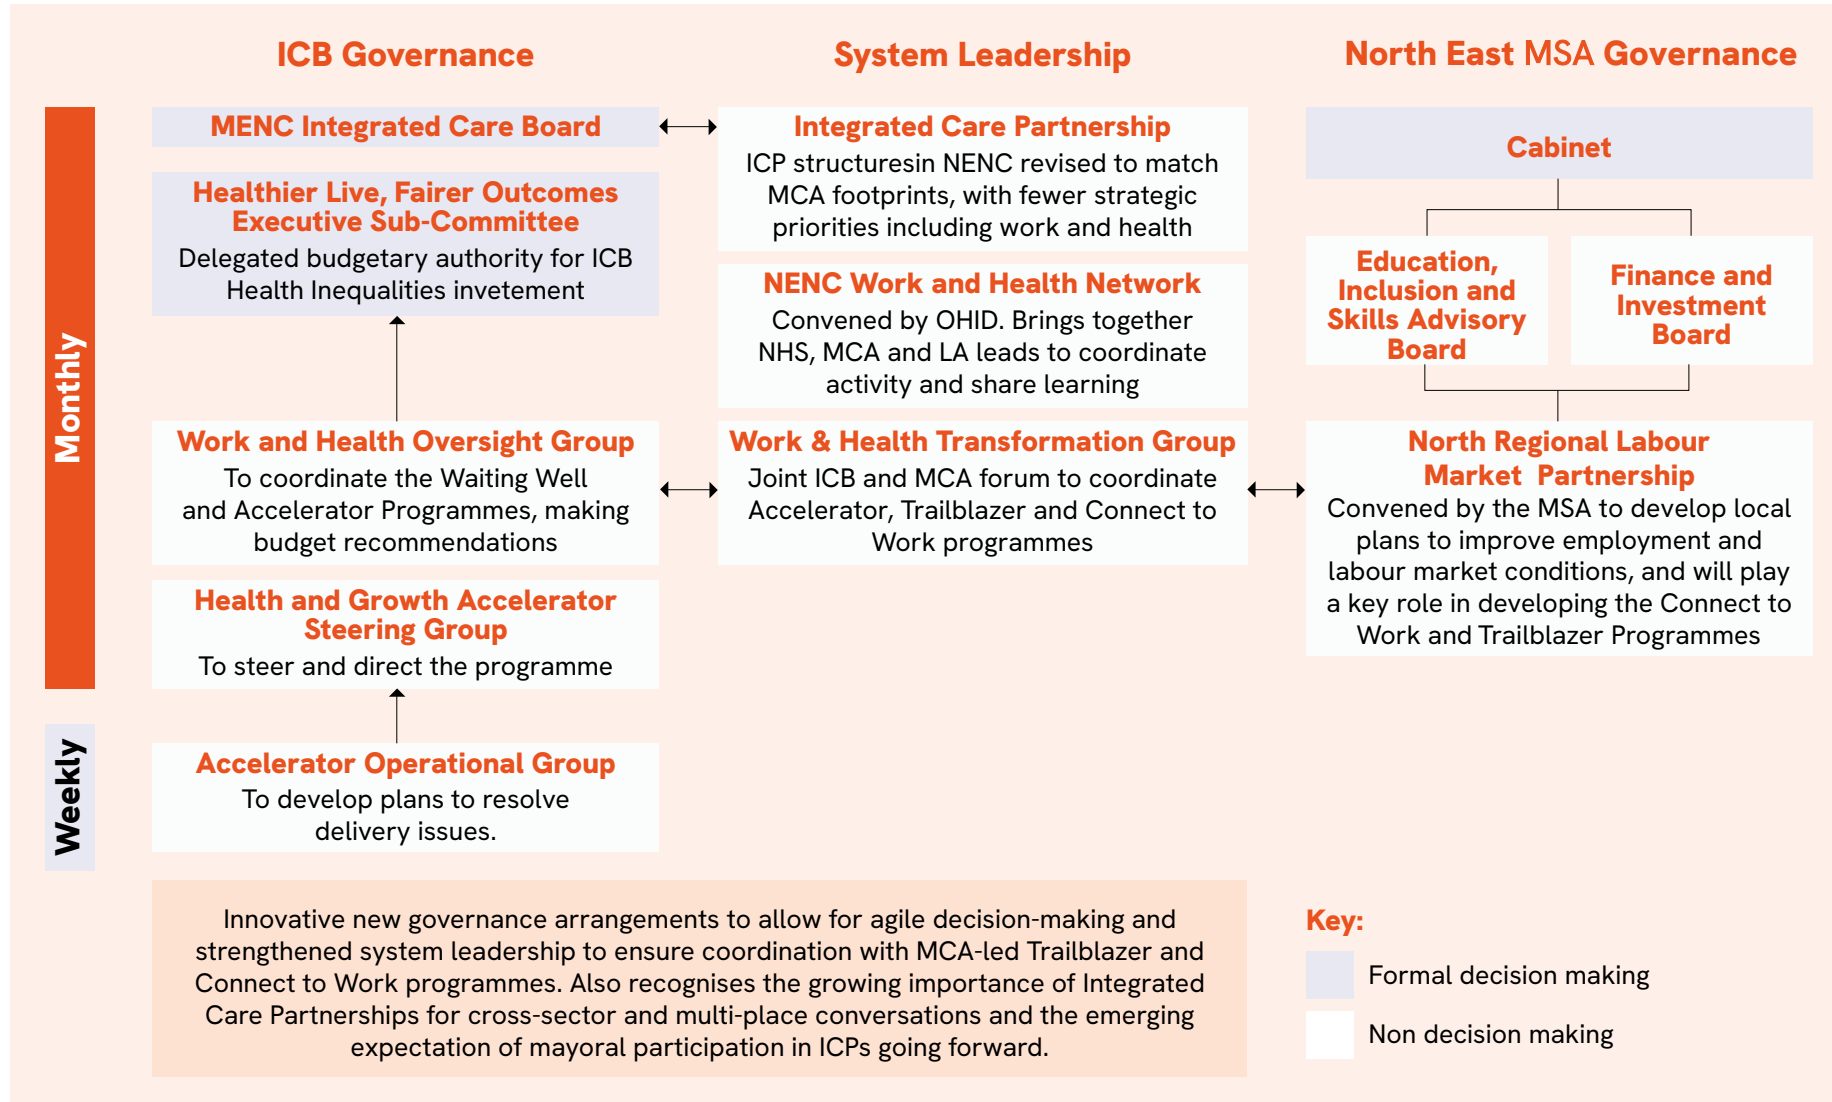 ICB Governance
System Leadership
North East MSA Governance
Monthly
MENC Integrated Care Board
Healthier Live, Fairer Outcomes
Executive Sub-Committee
Delegated budgetary authority for ICB
Health Inequalities invetement
Work and Health Oversight Group
To coordinate the Waiting Well
and Accelerator Programmes, making
budget recommendations
Health and Growth Accelerator
Steering Group
To steer and direct the programme
Weekly
Accelerator Operational Group
To develop plans to resolve
delivery issues.
Integrated Care Partnership
ICP structuresin NENC revised to match
MCA footprints, with fewer strategic
priorities including work and health
NENC Work and Health Network
Convened by OHID. Brings together
NHS, MCA and LA leads to coordinate
activity and share learning
Work & Health Transformation Group
Joint ICB and MCA forum to coordinate
Accelerator, Trailblazer and Connect to
Work programmes
Cabinet
Education,
Inclusion and
Skills Advisory
Board
Finance and
Investment
Board
North Regional Labour
Market Partnership
Convened by the MSA to develop local
plans to improve employment and
labour market conditions, and will play
a key role in developing the Connect to
Work and Trailblazer Programmes
Innovative new governance arrangements to allow for agile decision-making and
strengthened system leadership to ensure coordination with MCA-led Trailblazer and
Connect to Work programmes. Also recognises the growing importance of Integrated
Care Partnerships for cross-sector and multi-place conversations and the emerging
expectation of mayoral participation in ICPs going forward.
Key:
Formal decision making
Non decision making